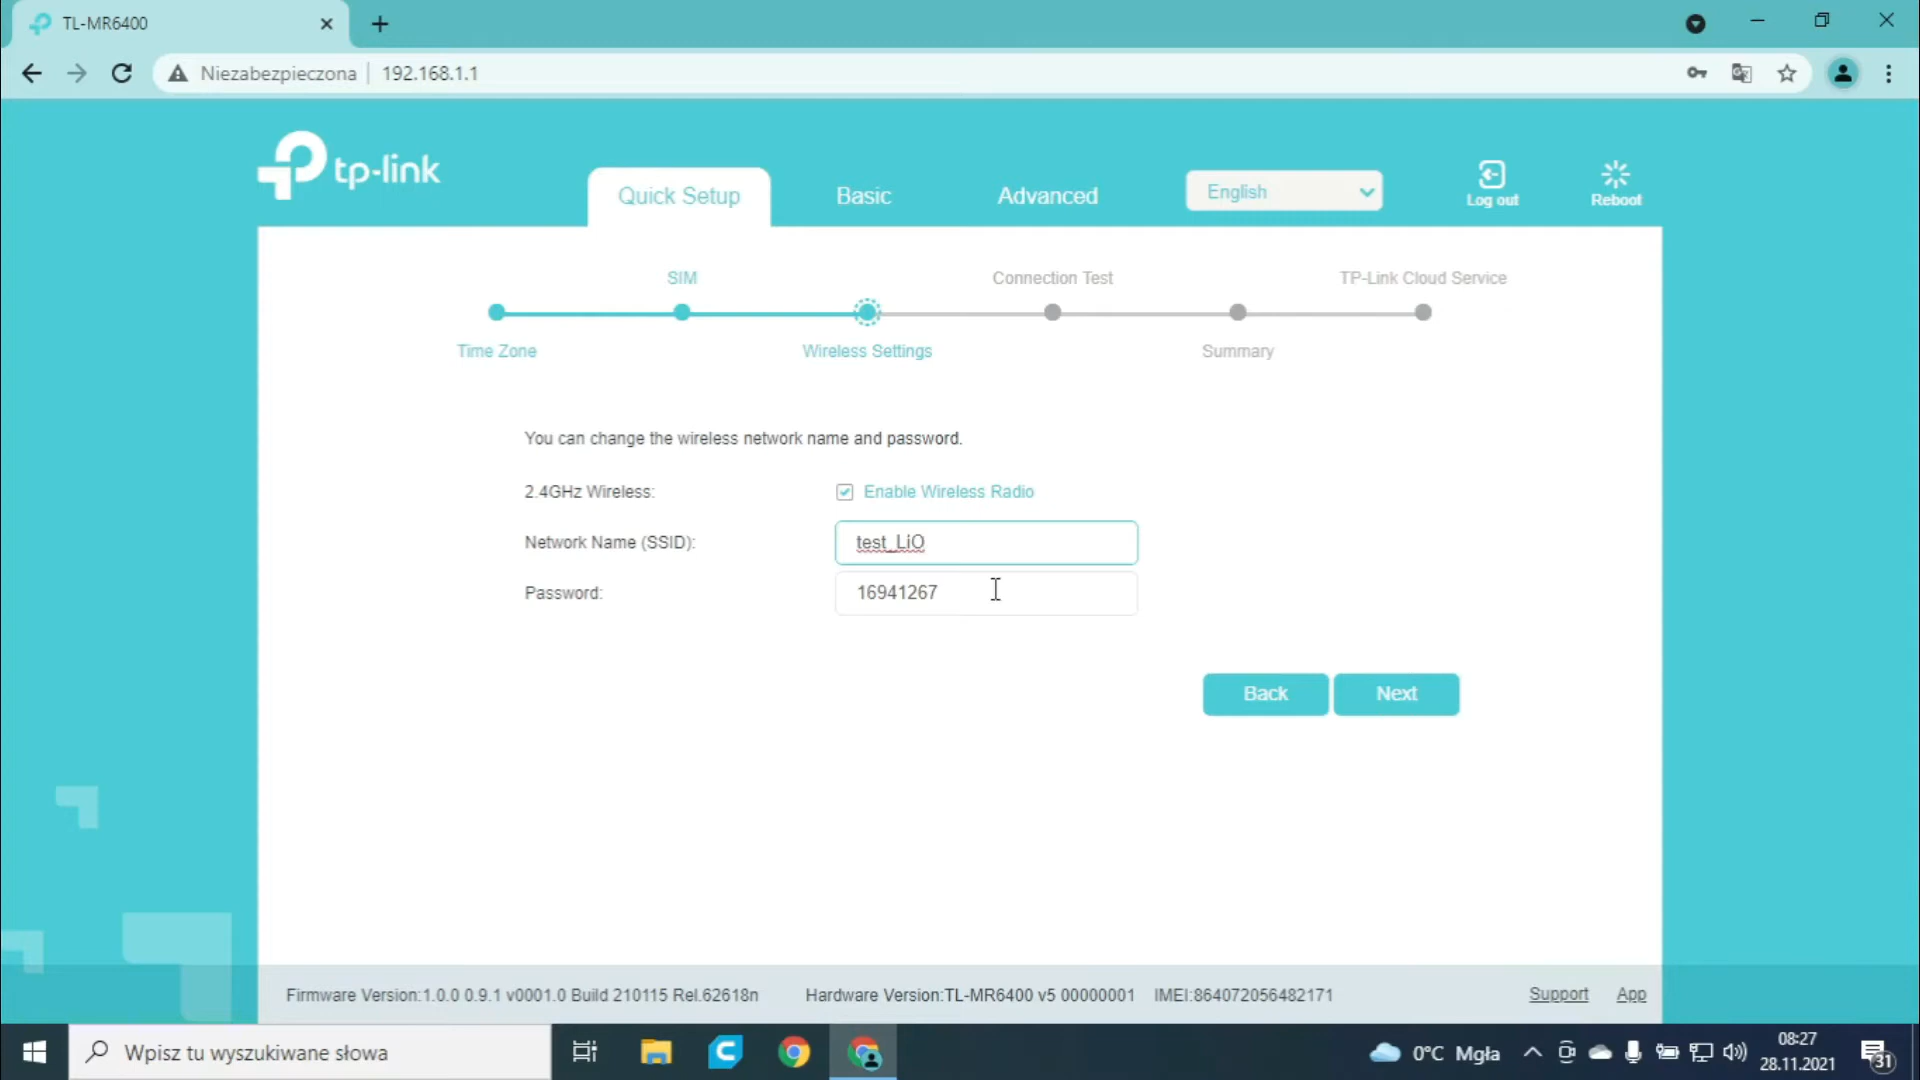 TL-MR6400
Niezabezpieczona 192.168.1.1
tp-link
Quick Setup
Basic
Advanced
English
Log out
Reboot
SIM
Connection Test
TP-Link Cloud Service
Time Zone
Wireless Settings
Summary
You can change the wireless network name and password.
2.4GHz Wireless:
Enable Wireless Radio
Network Name (SSID):
test_LiO
Password:
16941267
Back
Next
Firmware Version:1.0.0 0.9.1 v0001.0 Build 210115 Rel.62618n
Hardware Version:TL-MR6400 v5 00000001
IMEI:864072056482171
Support
App
Wpisz tu wyszukiwane słowa
0°C Mgła
08:27
28.11.2021
31